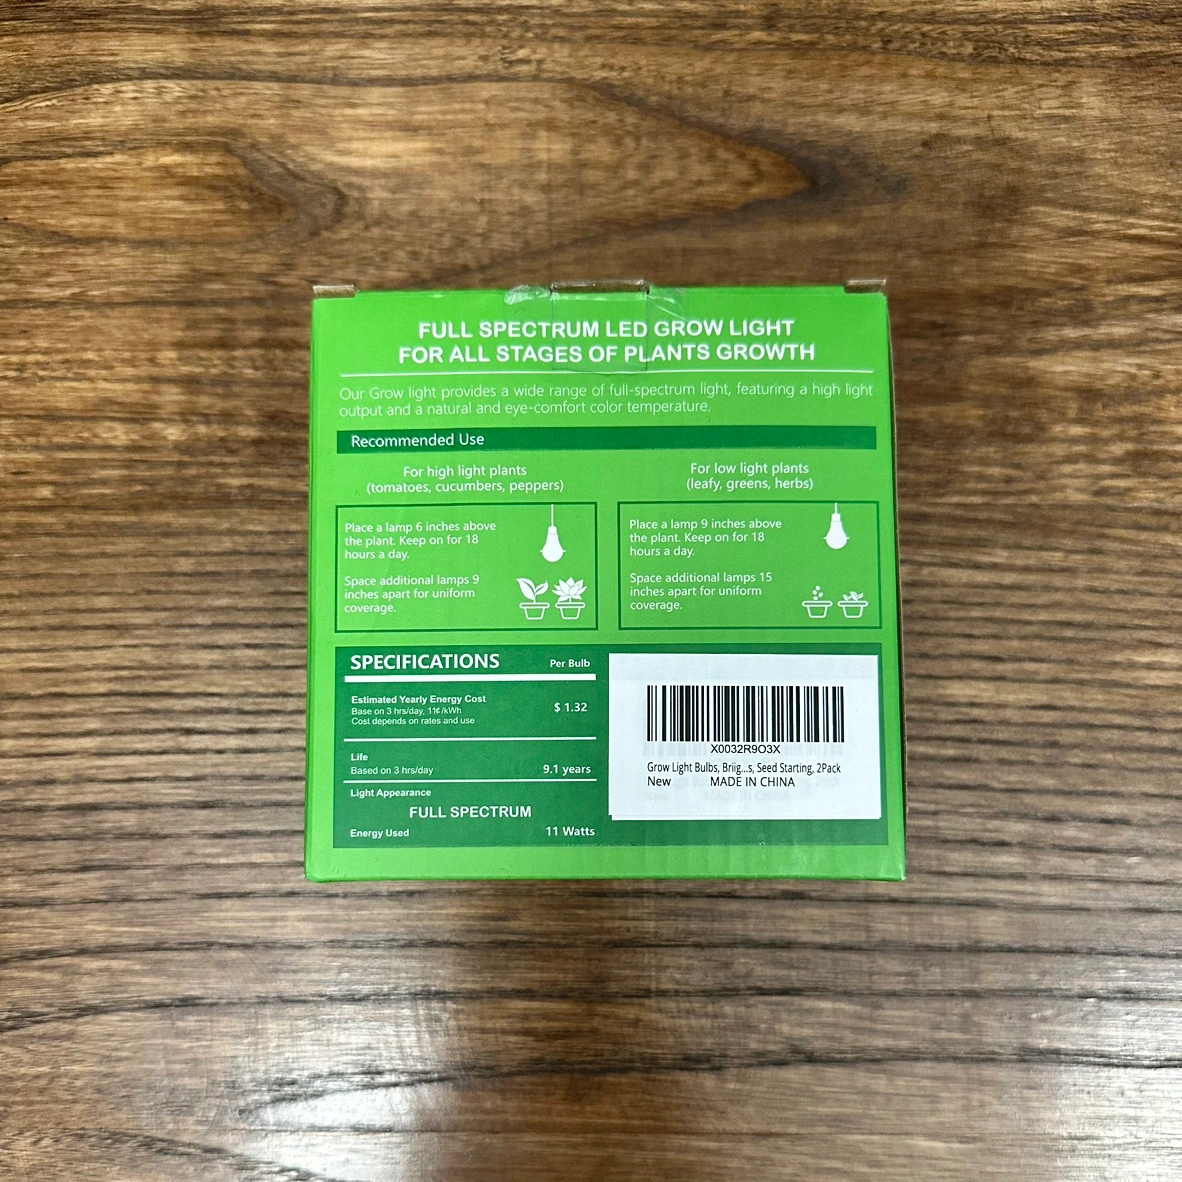 FULL SPECTRUM LED GROW LIGHT
FOR ALL STAGES OF PLANTS GROWTH
Our Grow light provides a wide range of full-spectrum light, featuring a high light
output and a natural and eye-comfort color temperature.
Recommended Use
For high light plants
(tomatoes, cucumbers, peppers)
Place a lamp 6 inches above
the plant. Keep on for 18
hours a day.
Space additional lamps 9
inches apart for uniform
coverage.
For low light plants
(leafy, greens, herbs)
Place a lamp 9 inches above
the plant. Keep on for 18
hours a day.
Space additional lamps 15
inches apart for uniform
coverage.
SPECIFICATIONS Per Bulb
Estimated Yearly Energy Cost
Base on 3 hrs/day, 11¢/kWh $ 1.32
Cost depends on rates and use
Life
Based on 3 hrs/day 9.1 years
Light Appearance
FULL SPECTRUM
Energy Used 11 Watts
X0032R9O3X
Grow Light Bulbs, Briig...s, Seed Starting, 2Pack
New MADE IN CHINA